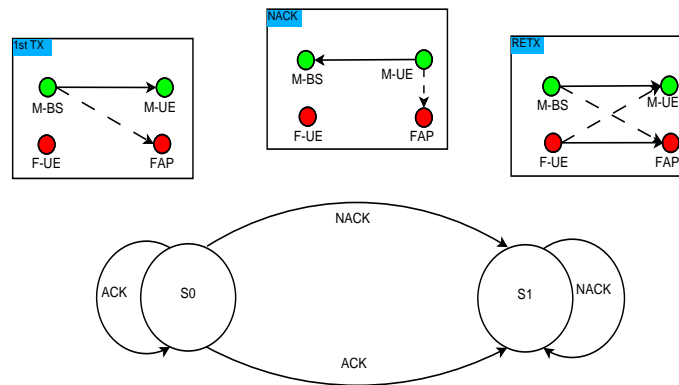 1st TX
M-BS
M-UE
F-UE
FAP
NACK
M-BS
M-UE
F-UE
FAP
RETX
M-BS
M-UE
F-UE
FAP
NACK
ACK
S0
S1
NACK
ACK